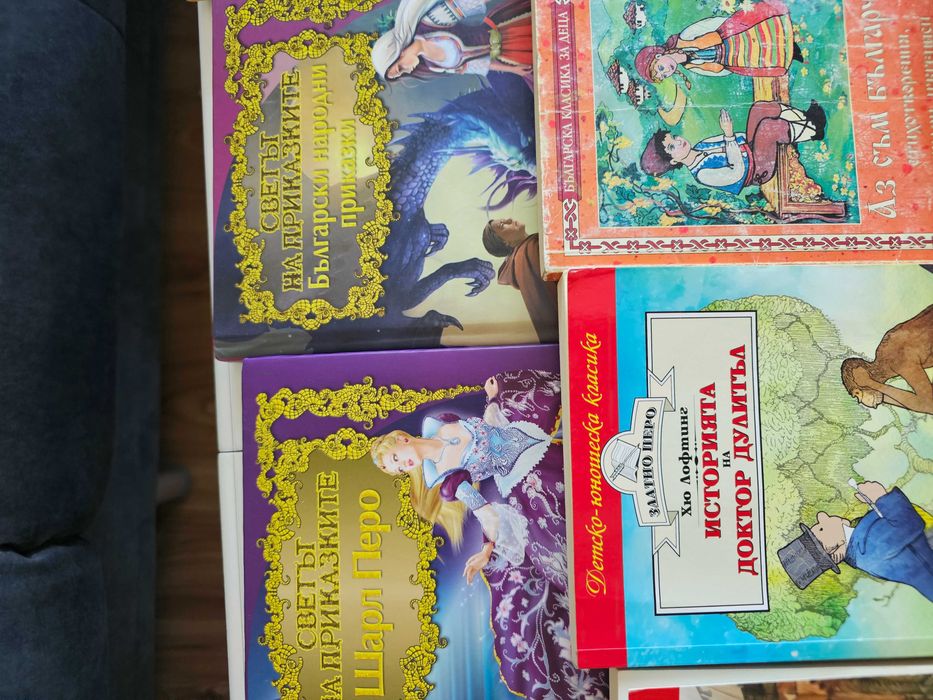 СВЕТЪТ
НА ПРИКАЗКИТЕ
Български народни
приказки
БЪЛГАРСКА КЛАСИКА ЗА ДЕЦА
АЗ СЪМ БЪЛГАРЧ
СВЕТЪТ
НА ПРИКАЗКИТЕ
Шарл Перо
Детско-юношеска класика
ЗЛАТНО ПЕРО
Хю Лофтинг
ИСТОРИЯТА
НА
ДОКТОР ДУЛИТЪЛ